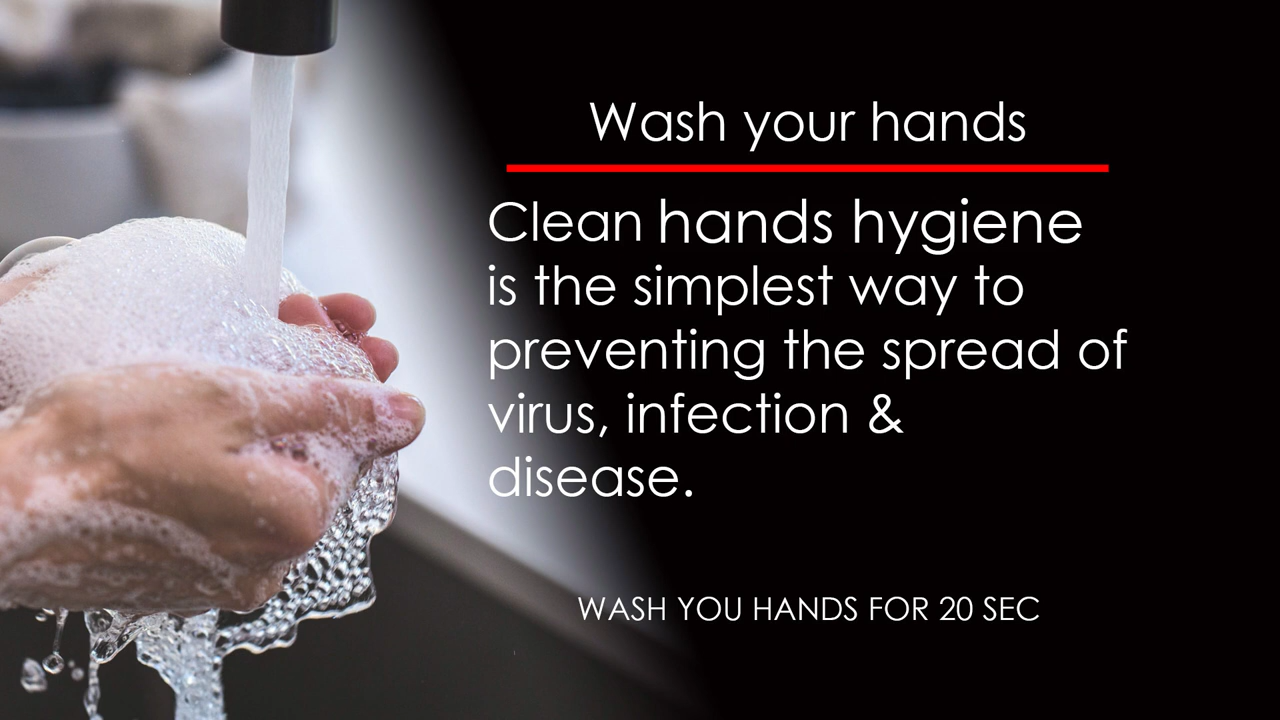 Wash your hands
Clean hands hygiene
is the simplest way to
preventing the spread of
virus, infection &
disease.
WASH YOU HANDS FOR 20 SEC